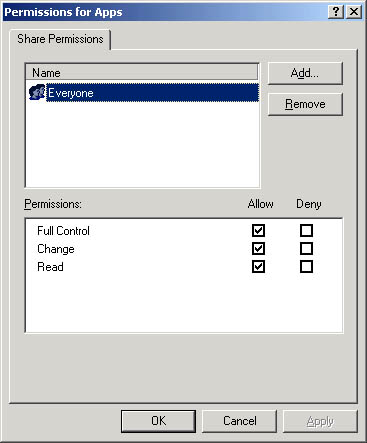 Permissions for Apps
Share Permissions
Name
Add...
Everyone
Remove
Permissions: Allow Deny
Full Control
Change
Read
OK Cancel Apply